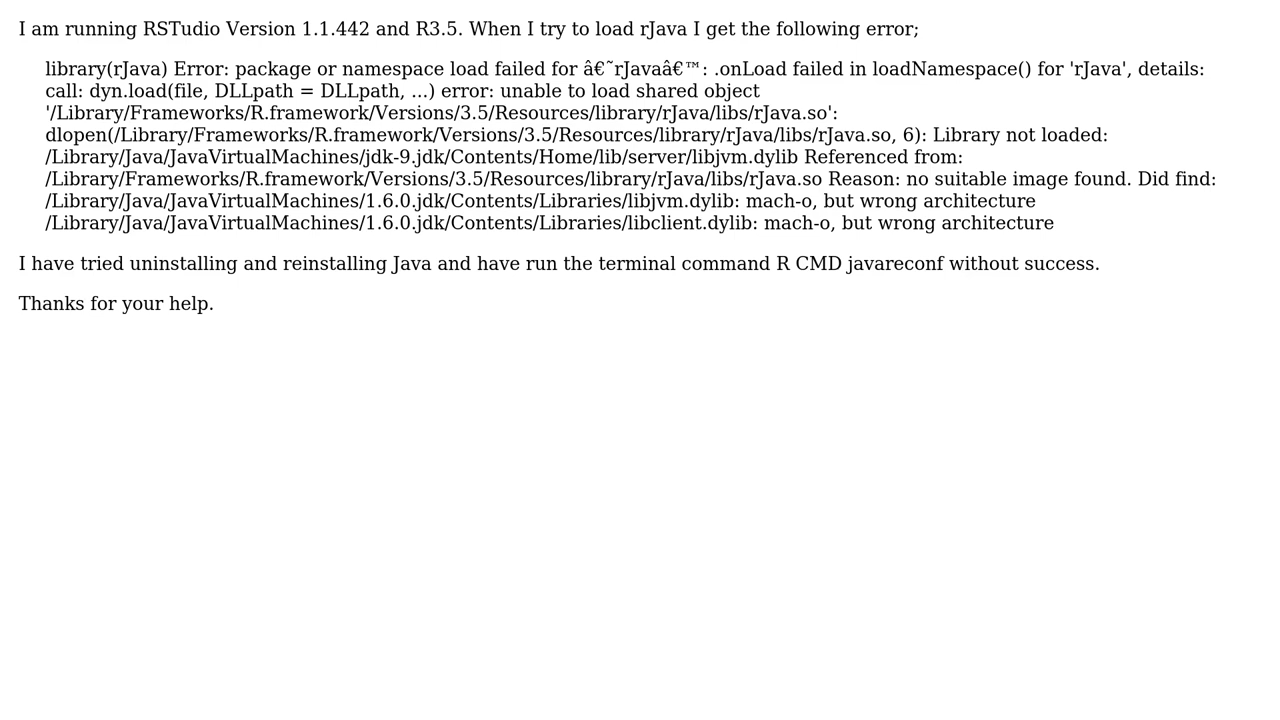 I am running RSTudio Version 1.1.442 and R3.5. When I try to load rJava I get the following error;
library(rJava) Error: package or namespace load failed for â€˜rJavaâ€™: .onLoad failed in loadNamespace() for 'rJava', details:
call: dyn.load(file, DLLpath = DLLpath, ...) error: unable to load shared object
'/Library/Frameworks/R.framework/Versions/3.5/Resources/library/rJava/libs/rJava.so':
dlopen(/Library/Frameworks/R.framework/Versions/3.5/Resources/library/rJava/libs/rJava.so, 6): Library not loaded:
/Library/Java/JavaVirtualMachines/jdk-9.jdk/Contents/Home/lib/server/libjvm.dylib Referenced from:
/Library/Frameworks/R.framework/Versions/3.5/Resources/library/rJava/libs/rJava.so Reason: no suitable image found. Did find:
/Library/Java/JavaVirtualMachines/1.6.0.jdk/Contents/Libraries/libjvm.dylib: mach-o, but wrong architecture
/Library/Java/JavaVirtualMachines/1.6.0.jdk/Contents/Libraries/libclient.dylib: mach-o, but wrong architecture
I have tried uninstalling and reinstalling Java and have run the terminal command R CMD javareconf without success.
Thanks for your help.